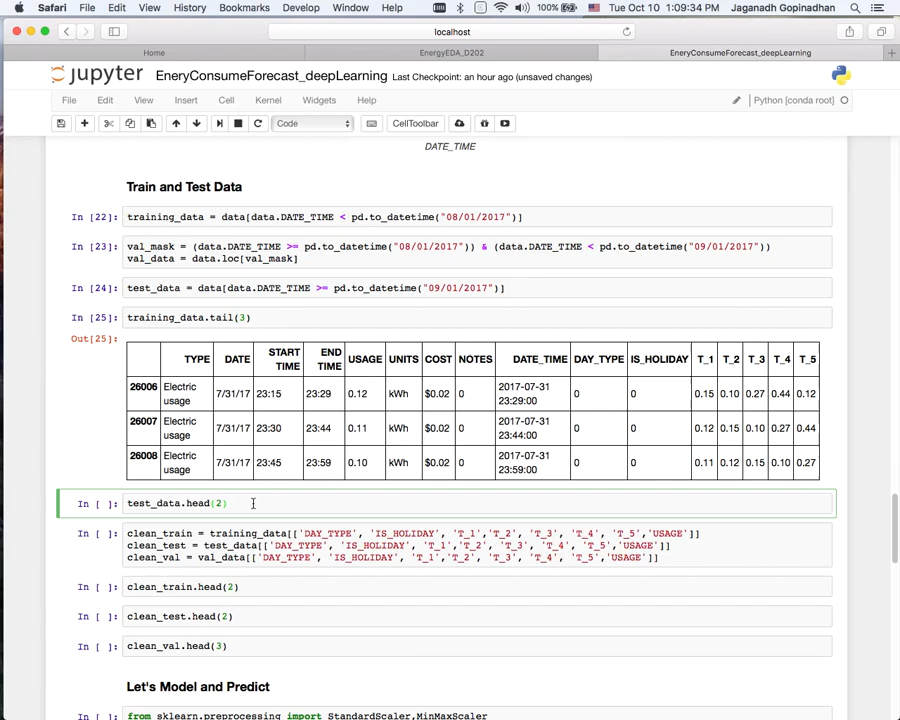 Safari File Edit View History Bookmarks Develop Window Help 100% Tue Oct 10 1:09:34 PM Jaganadh Gopinadhan
localhost
Home EnergyEDA_D202 EneryConsumeForecast_deepLearning
jupyter EneryConsumeForecast_deepLearning Last Checkpoint: an hour ago (unsaved changes)
File Edit View Insert Cell Kernel Widgets Help Python [conda root]
Code CellToolbar
DATE_TIME
Train and Test Data
In [22]: training_data = data[data.DATE_TIME < pd.to_datetime("08/01/2017")]
In [23]: val_mask = (data.DATE_TIME >= pd.to_datetime("08/01/2017")) & (data.DATE_TIME < pd.to_datetime("09/01/2017"))
val_data = data.loc[val_mask]
In [24]: test_data = data[data.DATE_TIME >= pd.to_datetime("09/01/2017")]
In [25]: training_data.tail(3)
Out[25]:
TYPE DATE START TIME END TIME USAGE UNITS COST NOTES DATE_TIME DAY_TYPE IS_HOLIDAY T_1 T_2 T_3 T_4 T_5
26006 Electric usage 7/31/17 23:15 23:29 0.12 kWh $0.02 0 2017-07-31 23:29:00 0 0 0.15 0.10 0.27 0.44 0.12
26007 Electric usage 7/31/17 23:30 23:44 0.11 kWh $0.02 0 2017-07-31 23:44:00 0 0 0.12 0.15 0.10 0.27 0.44
26008 Electric usage 7/31/17 23:45 23:59 0.10 kWh $0.02 0 2017-07-31 23:59:00 0 0 0.11 0.12 0.15 0.10 0.27
In [ ]: test_data.head(2)
In [ ]: clean_train = training_data[['DAY_TYPE', 'IS_HOLIDAY', 'T_1','T_2', 'T_3', 'T_4', 'T_5','USAGE']]
clean_test = test_data[['DAY_TYPE', 'IS_HOLIDAY', 'T_1','T_2', 'T_3', 'T_4', 'T_5','USAGE']]
clean_val = val_data[['DAY_TYPE', 'IS_HOLIDAY', 'T_1','T_2', 'T_3', 'T_4', 'T_5','USAGE']]
In [ ]: clean_train.head(2)
In [ ]: clean_test.head(2)
In [ ]: clean_val.head(3)
Let's Model and Predict
In [ ]: from sklearn.preprocessing import StandardScaler,MinMaxScaler